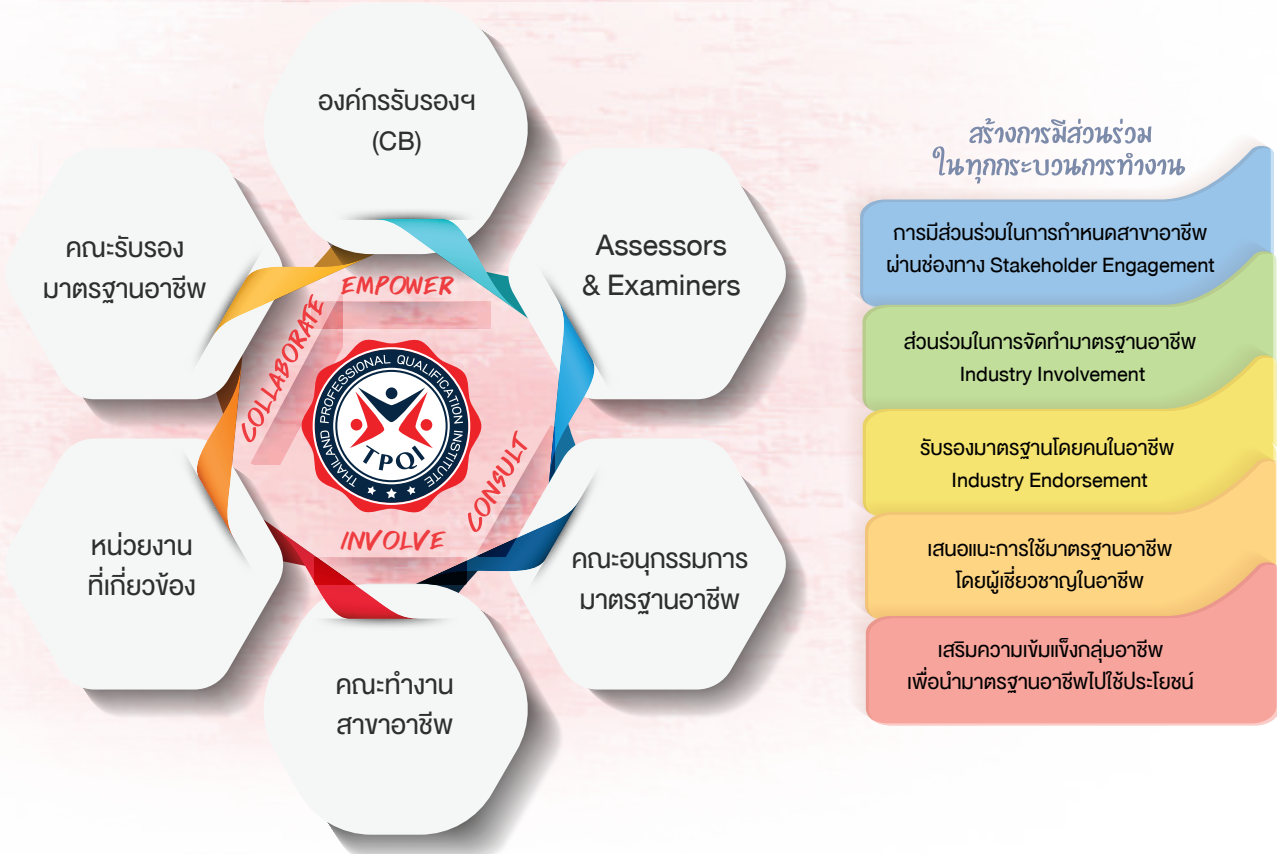 องค์กรรับรองฯ
(CB)
Assessors
& Examiners
คณะอนุกรรมการ
มาตรฐานอาชีพ
คณะทำงาน
สาขาอาชีพ
หน่วยงาน
ที่เกี่ยวข้อง
คณะรับรอง
มาตรฐานอาชีพ
EMPOWER
COLLABORATE
CONSULT
INVOLVE
THAILAND PROFESSIONAL QUALIFICATION INSTITUTE
TPQI
สร้างการมีส่วนร่วม
ในทุกกระบวนการทำงาน
การมีส่วนร่วมในการกำหนดสาขาอาชีพ
ผ่านช่องทาง Stakeholder Engagement
ส่วนร่วมในการจัดทำมาตรฐานอาชีพ
Industry Involvement
รับรองมาตรฐานโดยคนในอาชีพ
Industry Endorsement
เสนอแนะการใช้มาตรฐานอาชีพ
โดยผู้เชี่ยวชาญในอาชีพ
เสริมความเข้มแข็งกลุ่มอาชีพ
เพื่อนำมาตรฐานอาชีพไปใช้ประโยชน์